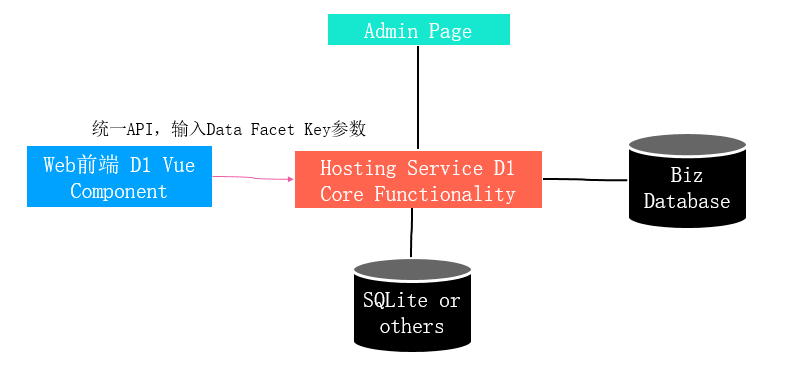 Admin Page
统一API，输入Data Facet Key参数
Web前端 D1 Vue
Component
Hosting Service D1
Core Functionality
Biz
Database
SQLite or
others